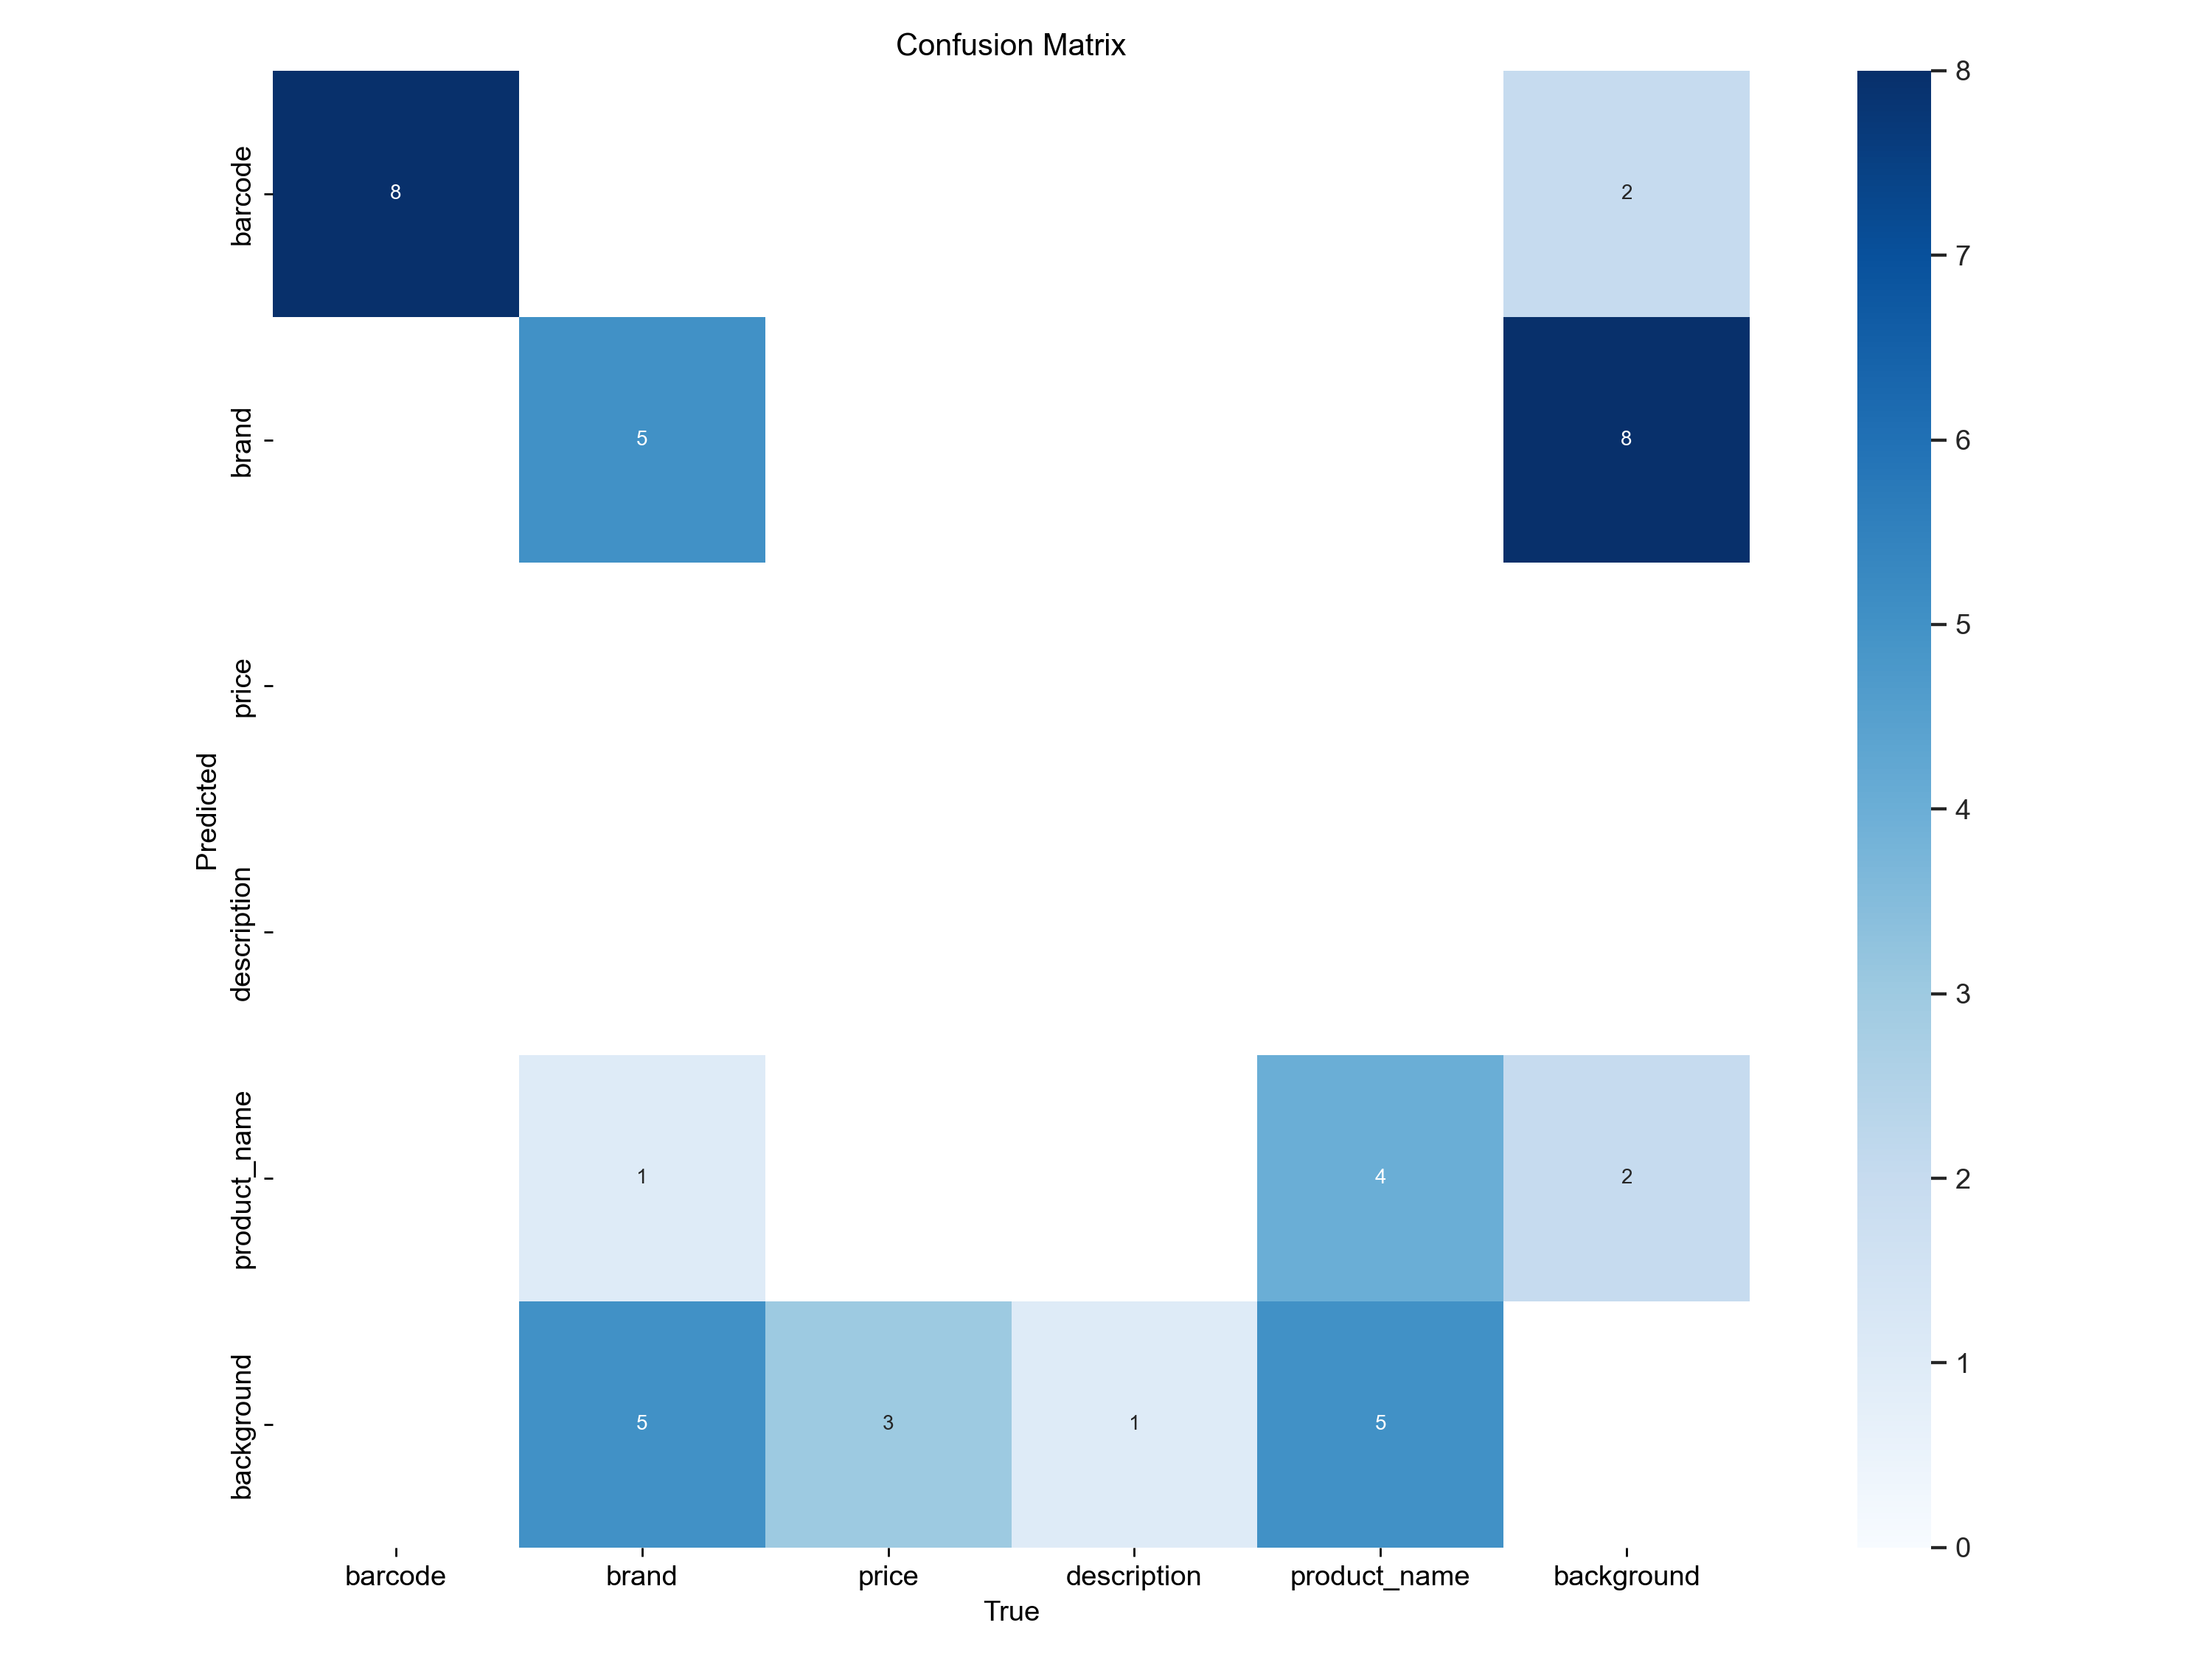 Confusion Matrix
barcode
8
2
brand
5
8
price
description
product_name
1
4
2
background
5
3
1
5
barcode
brand
price
description
product_name
background
True
Predicted
8
7
6
5
4
3
2
1
0